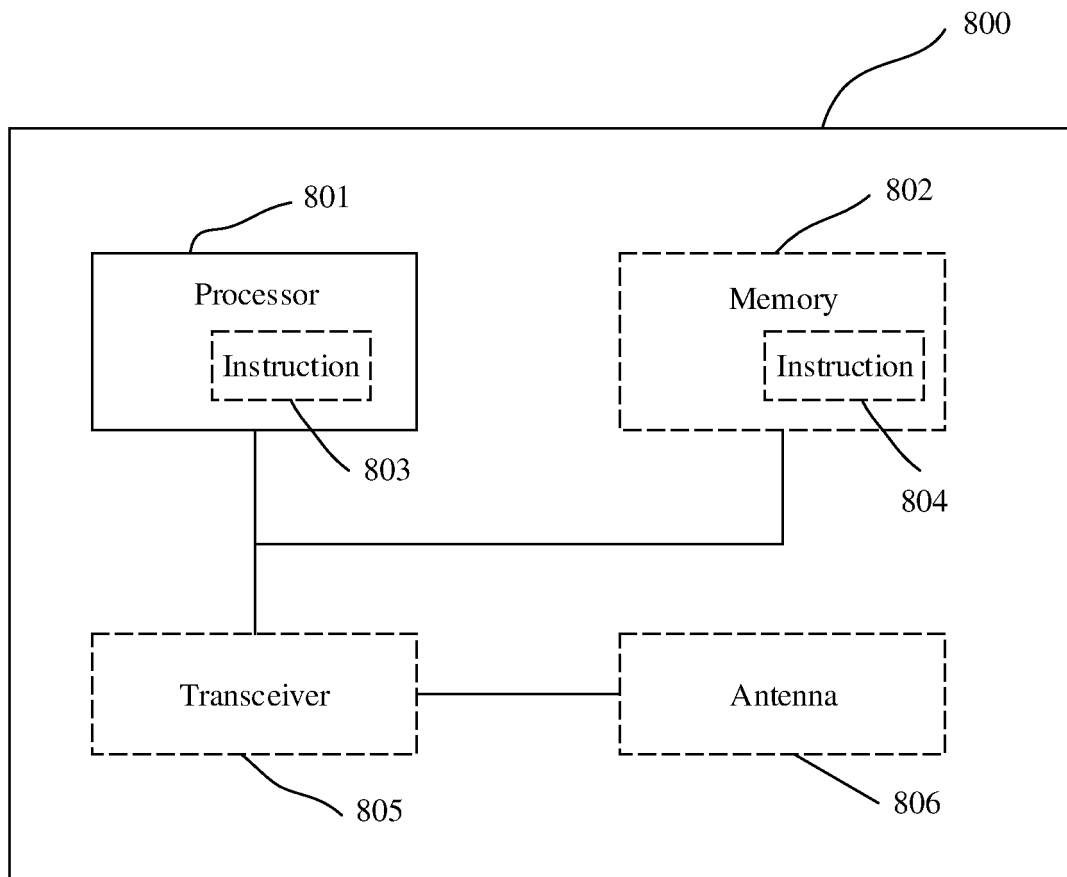 800
801
802
Processor
Memory
Instruction
Instruction
803
804
Transceiver
Antenna
805
806